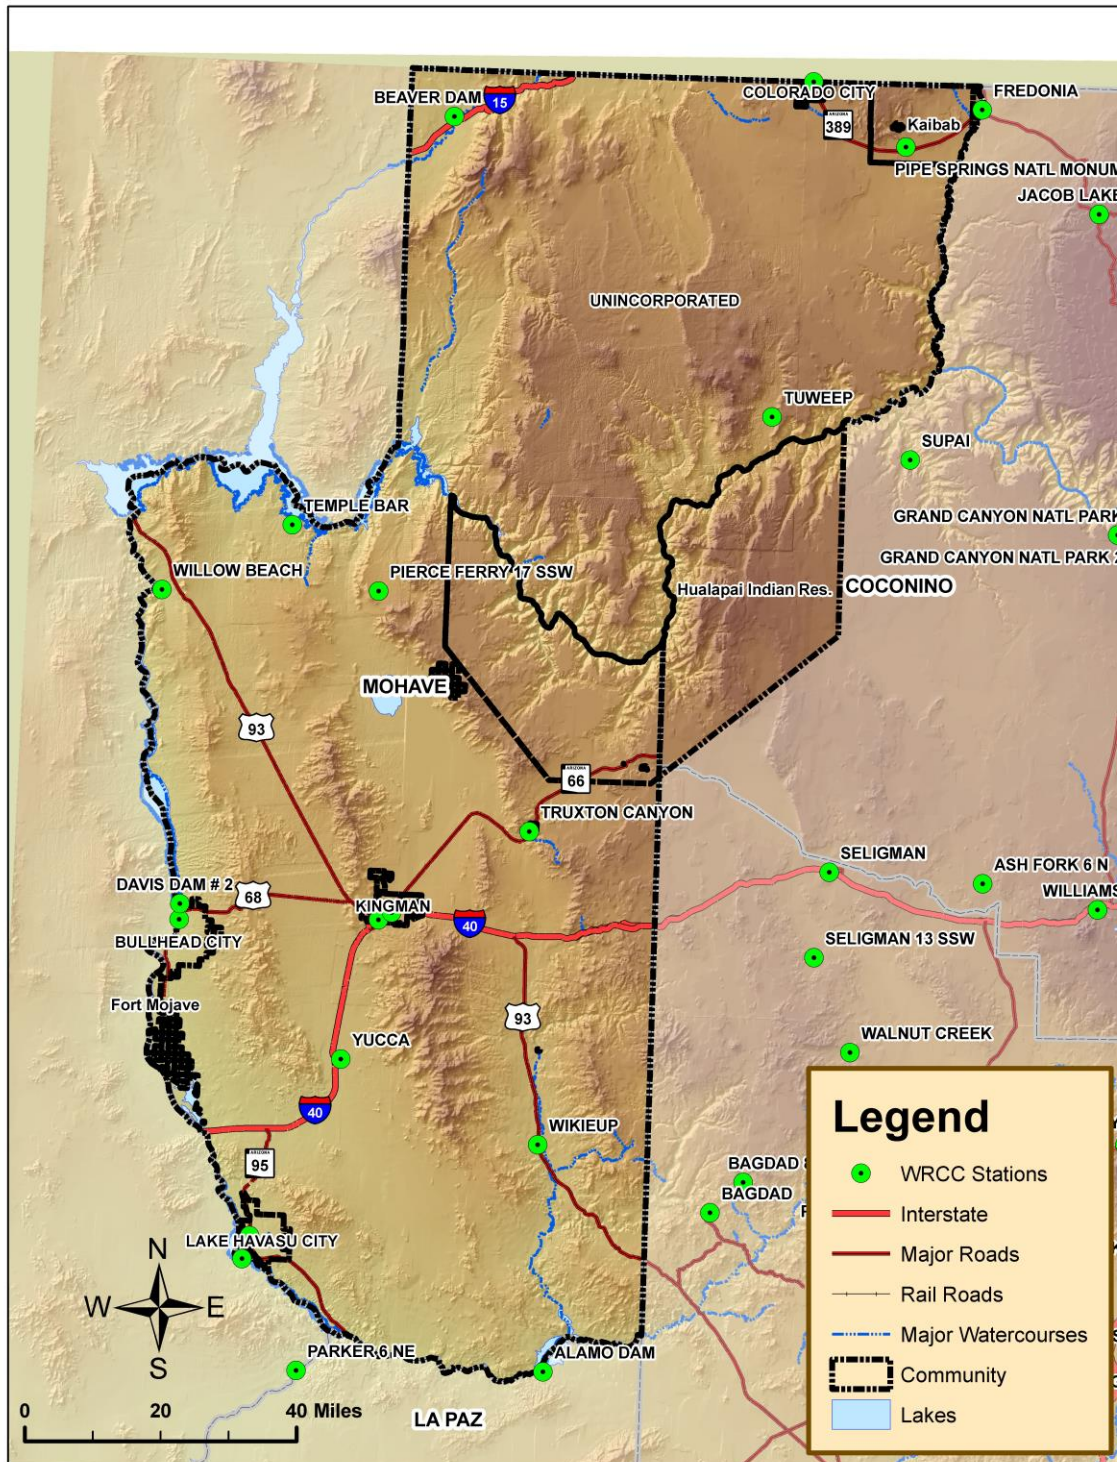 BEAVER DAM
15
COLORADO CITY
FREDONIA
ARIZONA
389
Kaibab
PIPE SPRINGS NATL MONUM
JACOB LAKE
UNINCORPORATED
TUWEEP
SUPAI
TEMPLE BAR
GRAND CANYON NATL PARK
GRAND CANYON NATL PARK 2
WILLOW BEACH
PIERCE FERRY 17 SSW
Hualapai Indian Res.
COCONINO
MOHAVE
93
ARIZONA
66
TRUXTON CANYON
SELIGMAN
ASH FORK 6 N
WILLIAMS
DAVIS DAM # 2
68
KINGMAN
40
BULLHEAD CITY
SELIGMAN 13 SSW
Fort Mojave
93
YUCCA
WALNUT CREEK
40
WIKIEUP
ARIZONA
95
BAGDAD 8
BAGDAD
LAKE HAVASU CITY
N
W E
S
PARKER 6 NE
ALAMO DAM
LA PAZ
0 20 40 Miles
Legend
WRCC Stations
Interstate
Major Roads
Rail Roads
Major Watercourses
Community
Lakes